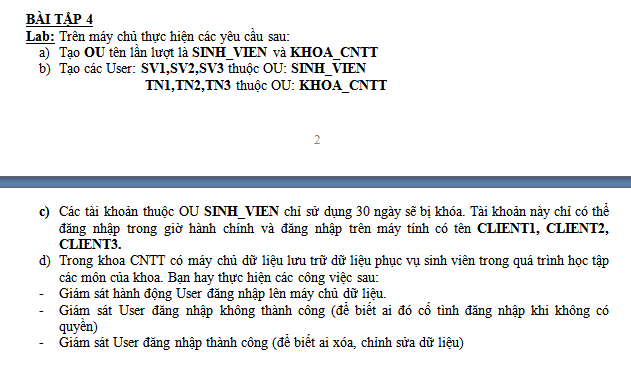 BÀI TẬP 4
Lab: Trên máy chủ thực hiện các yêu cầu sau:
a) Tạo OU tên lần lượt là SINH_VIEN và KHOA_CNTT
b) Tạo các User: SV1,SV2,SV3 thuộc OU: SINH_VIEN
TN1,TN2,TN3 thuộc OU: KHOA_CNTT
2
c) Các tài khoản thuộc OU SINH_VIEN chỉ sử dụng 30 ngày sẽ bị khóa. Tài khoản này chỉ có thể
đăng nhập trong giờ hành chính và đăng nhập trên máy tính có tên CLIENT1, CLIENT2,
CLIENT3.
d) Trong khoa CNTT có máy chủ dữ liệu lưu trữ dữ liệu phục vụ sinh viên trong quá trình học tập
các môn của khoa. Bạn hay thực hiện các công việc sau:
- Giám sát hành động User đăng nhập lên máy chủ dữ liệu.
- Giám sát User đăng nhập không thành công (để biết ai đó cố tình đăng nhập khi không có
quyền)
- Giám sát User đăng nhập thành công (để biết ai xóa, chỉnh sửa dữ liệu)